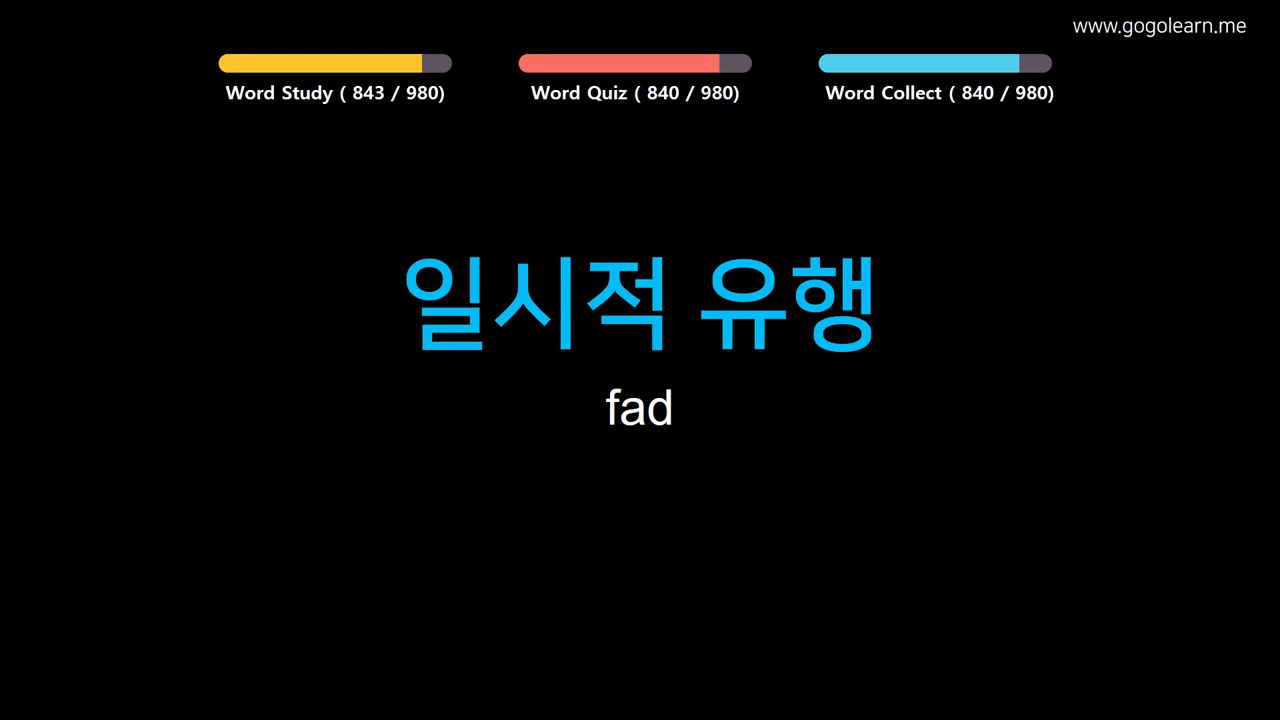 www.gogolearn.me
Word Study ( 843 / 980)
Word Quiz ( 840 / 980)
Word Collect ( 840 / 980)
일시적 유행
fad